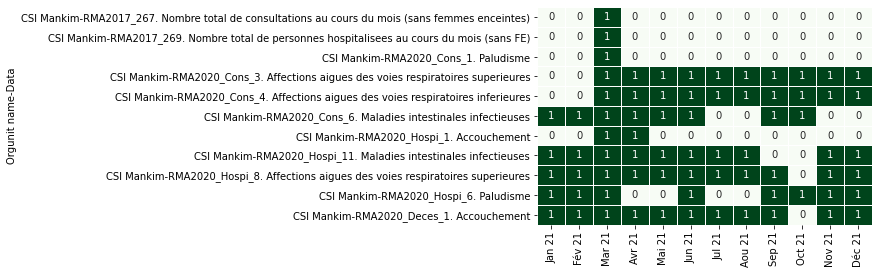 Orgunit name-Data
CSI Mankim-RMA2017_267. Nombre total de consultations au cours du mois (sans femmes enceintes) 0 0 1 0 0 0 0 0 0 0 0 0
CSI Mankim-RMA2017_269. Nombre total de personnes hospitalisees au cours du mois (sans FE) 0 0 1 0 0 0 0 0 0 0 0 0
CSI Mankim-RMA2020_Cons_1. Paludisme 0 0 1 0 0 0 0 0 0 0 0 0
CSI Mankim-RMA2020_Cons_3. Affections aigues des voies respiratoires superieures 0 0 1 1 1 1 1 1 1 1 1 1
CSI Mankim-RMA2020_Cons_4. Affections aigues des voies respiratoires inferieures 0 0 1 1 1 1 1 1 1 1 1 1
CSI Mankim-RMA2020_Cons_6. Maladies intestinales infectieuses 1 1 1 1 1 1 0 0 1 1 0 0
CSI Mankim-RMA2020_Hospi_1. Accouchement 0 0 1 1 0 0 0 0 0 0 0 0
CSI Mankim-RMA2020_Hospi_11. Maladies intestinales infectieuses 1 1 1 1 1 1 1 1 0 0 1 1
CSI Mankim-RMA2020_Hospi_8. Affections aigues des voies respiratoires superieures 1 1 1 1 1 1 1 1 1 0 1 1
CSI Mankim-RMA2020_Hospi_6. Paludisme 1 1 1 0 0 1 0 0 1 1 1 1
CSI Mankim-RMA2020_Deces_1. Accouchement 1 1 1 1 1 1 1 1 1 0 1 1
Jan 21 Fév 21 Mar 21 Avr 21 Mai 21 Jun 21 Jul 21 Aou 21 Sep 21 Oct 21 Nov 21 Déc 21